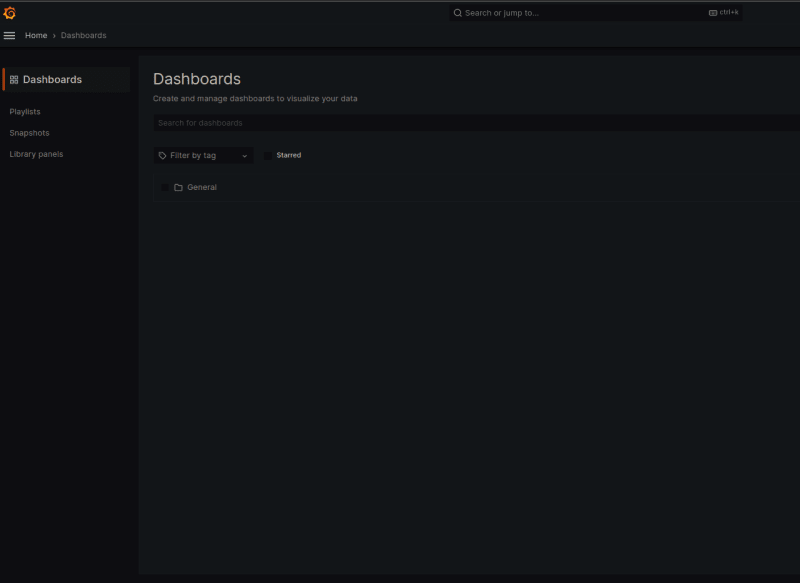 Search or jump to...
ctrl+k
Home › Dashboards
Dashboards
Playlists
Snapshots
Library panels
Dashboards
Create and manage dashboards to visualize your data
Search for dashboards
Filter by tag
Starred
General